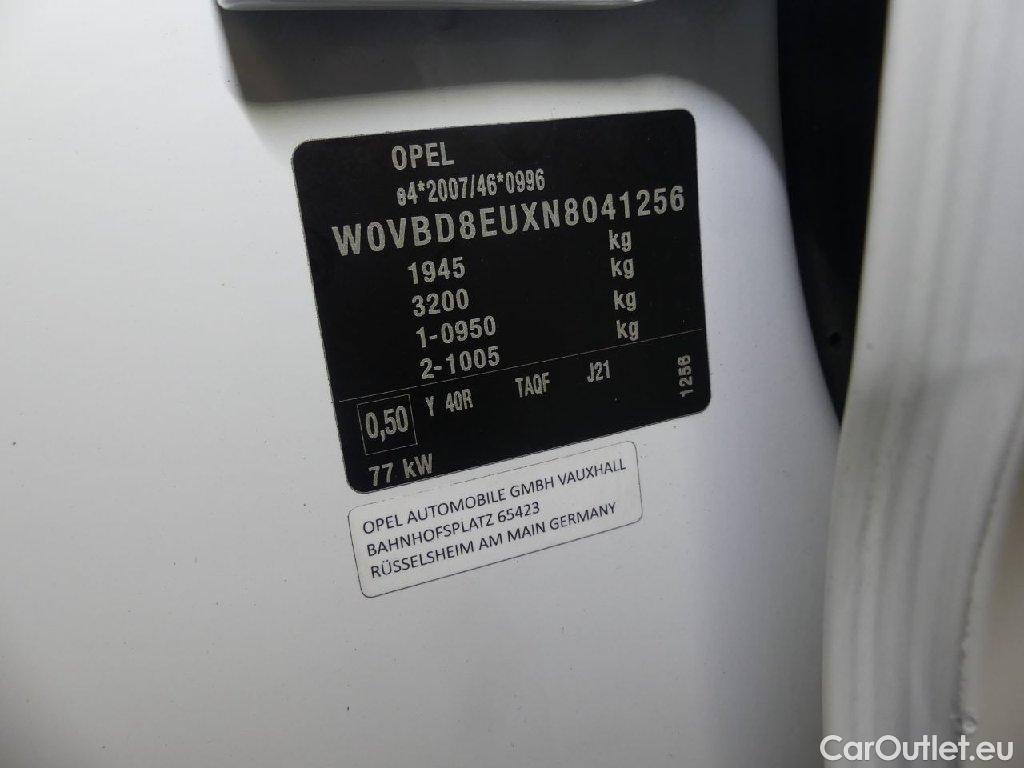 OPEL
e4*2007/46*0996
W0VBD8EUXN8041256
1945 kg
3200 kg
1-0950 kg
2-1005 kg
0,50 Y 40R TAQF J21 1256
77 kW
OPEL AUTOMOBILE GMBH VAUXHALL
BAHNHOFSPLATZ 65423
RÜSSELSHEIM AM MAIN GERMANY
CarOutlet.eu